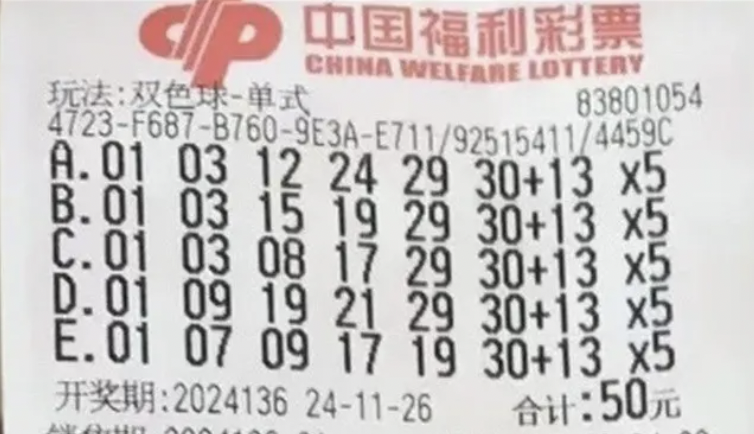 中国福利彩票
CHINA WELFARE LOTTERY
玩法:双色球-单式 83801054
4723-F687-B760-9E3A-E711/92515411/4459C
A.01 03 12 24 29 30+13 x5
B.01 03 15 19 29 30+13 x5
C.01 03 08 17 29 30+13 x5
D.01 09 19 21 29 30+13 x5
E.01 07 09 17 19 30+13 x5
开奖期:2024136 24-11-26 合计:50元